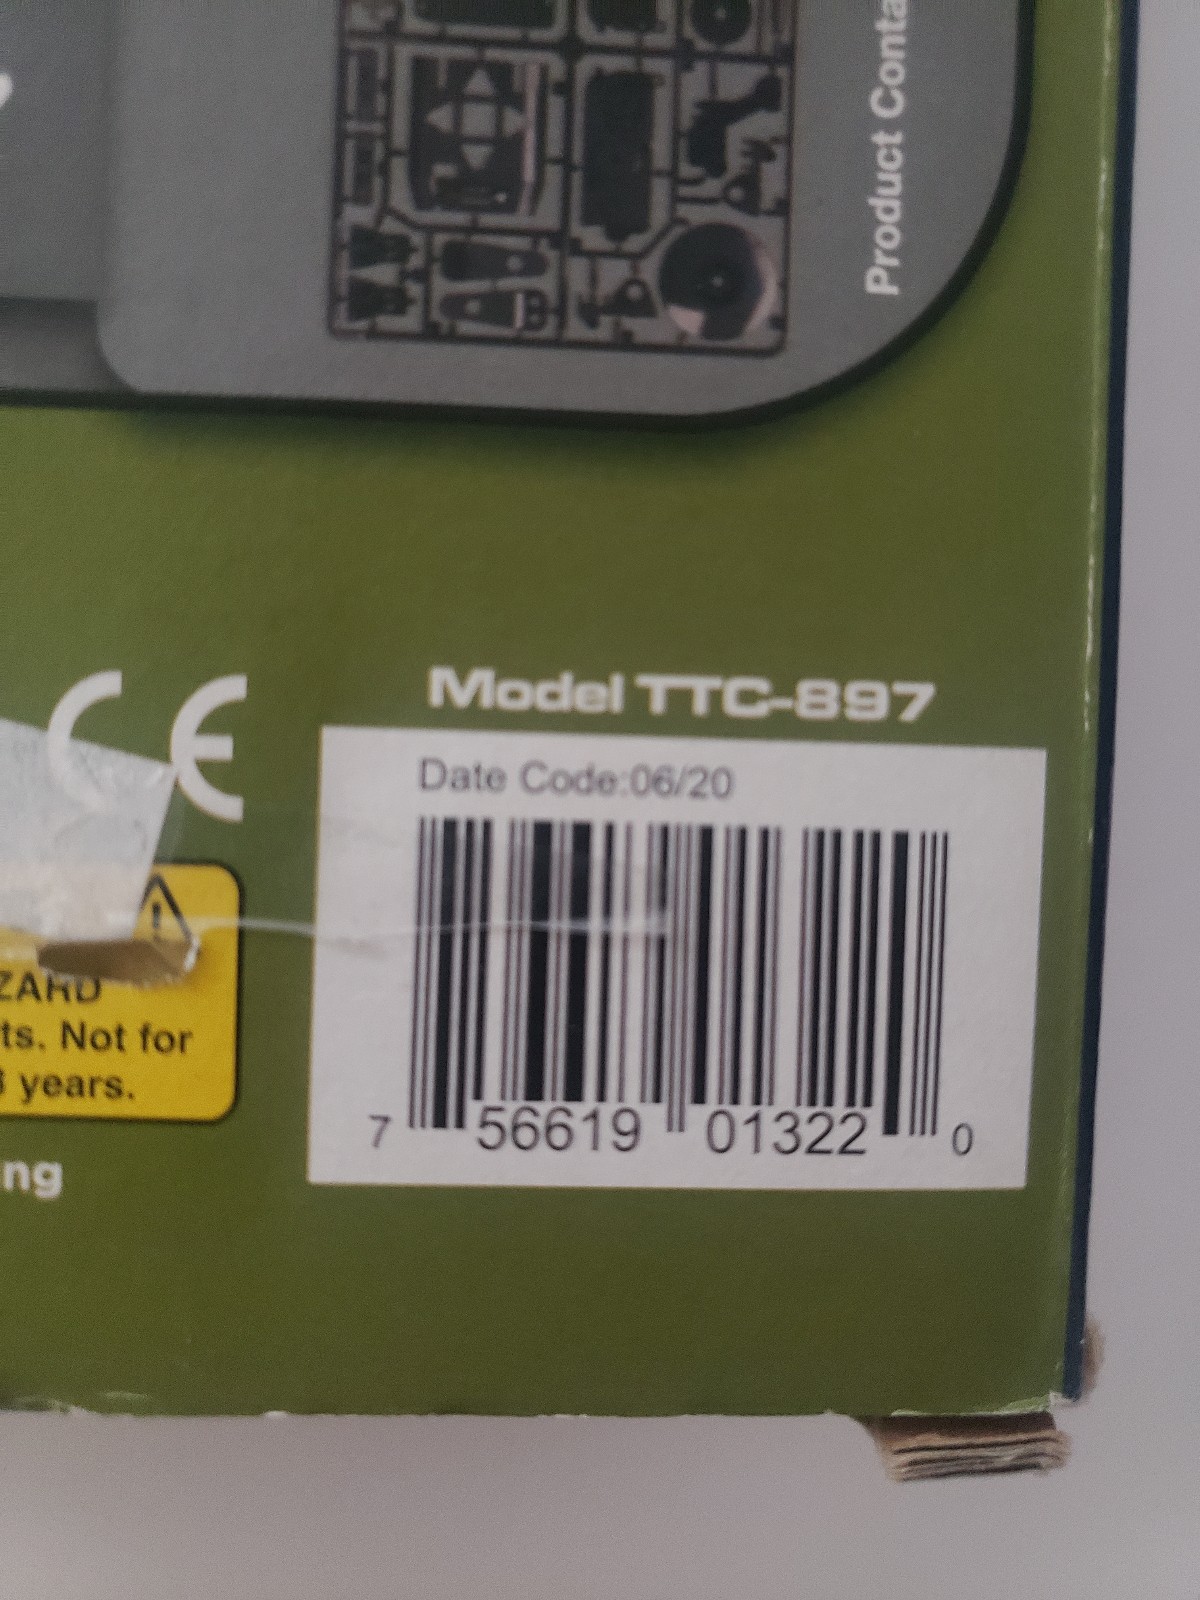 Product Conta
CE
Model TTC-897
Date Code:06/20
ZARD
ts. Not for
years.
ng
7 56619 01322 0